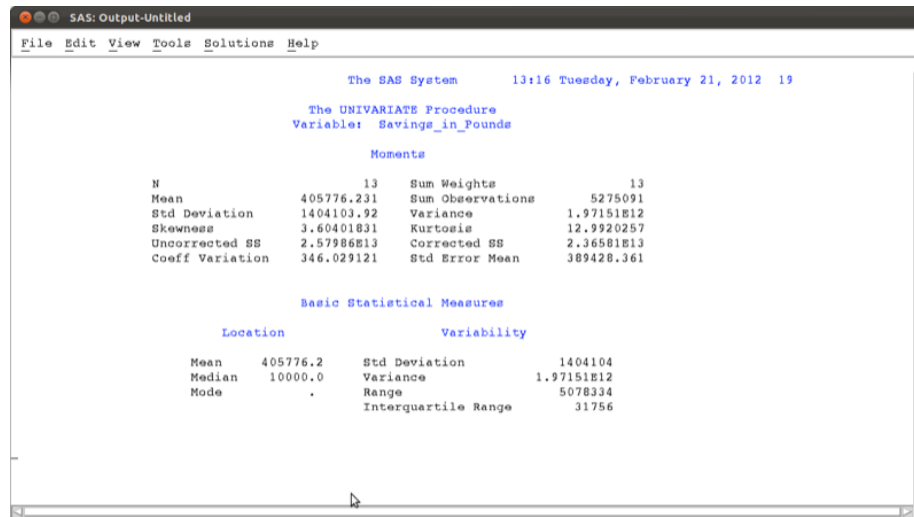 SAS: Output-Untitled
File Edit View Tools Solutions Help
The SAS System 13:16 Tuesday, February 21, 2012 19
The UNIVARIATE Procedure
Variable: Savings_in_Pounds
Moments
N 13 Sum Weights 13
Mean 405776.231 Sum Observations 5275091
Std Deviation 1404103.92 Variance 1.97151E12
Skewness 3.60401831 Kurtosis 12.9920257
Uncorrected SS 2.57986E13 Corrected SS 2.36581E13
Coeff Variation 346.029121 Std Error Mean 389428.361
Basic Statistical Measures
Location Variability
Mean 405776.2 Std Deviation 1404104
Median 10000.0 Variance 1.97151E12
Mode . Range 5078334
Interquartile Range 31756